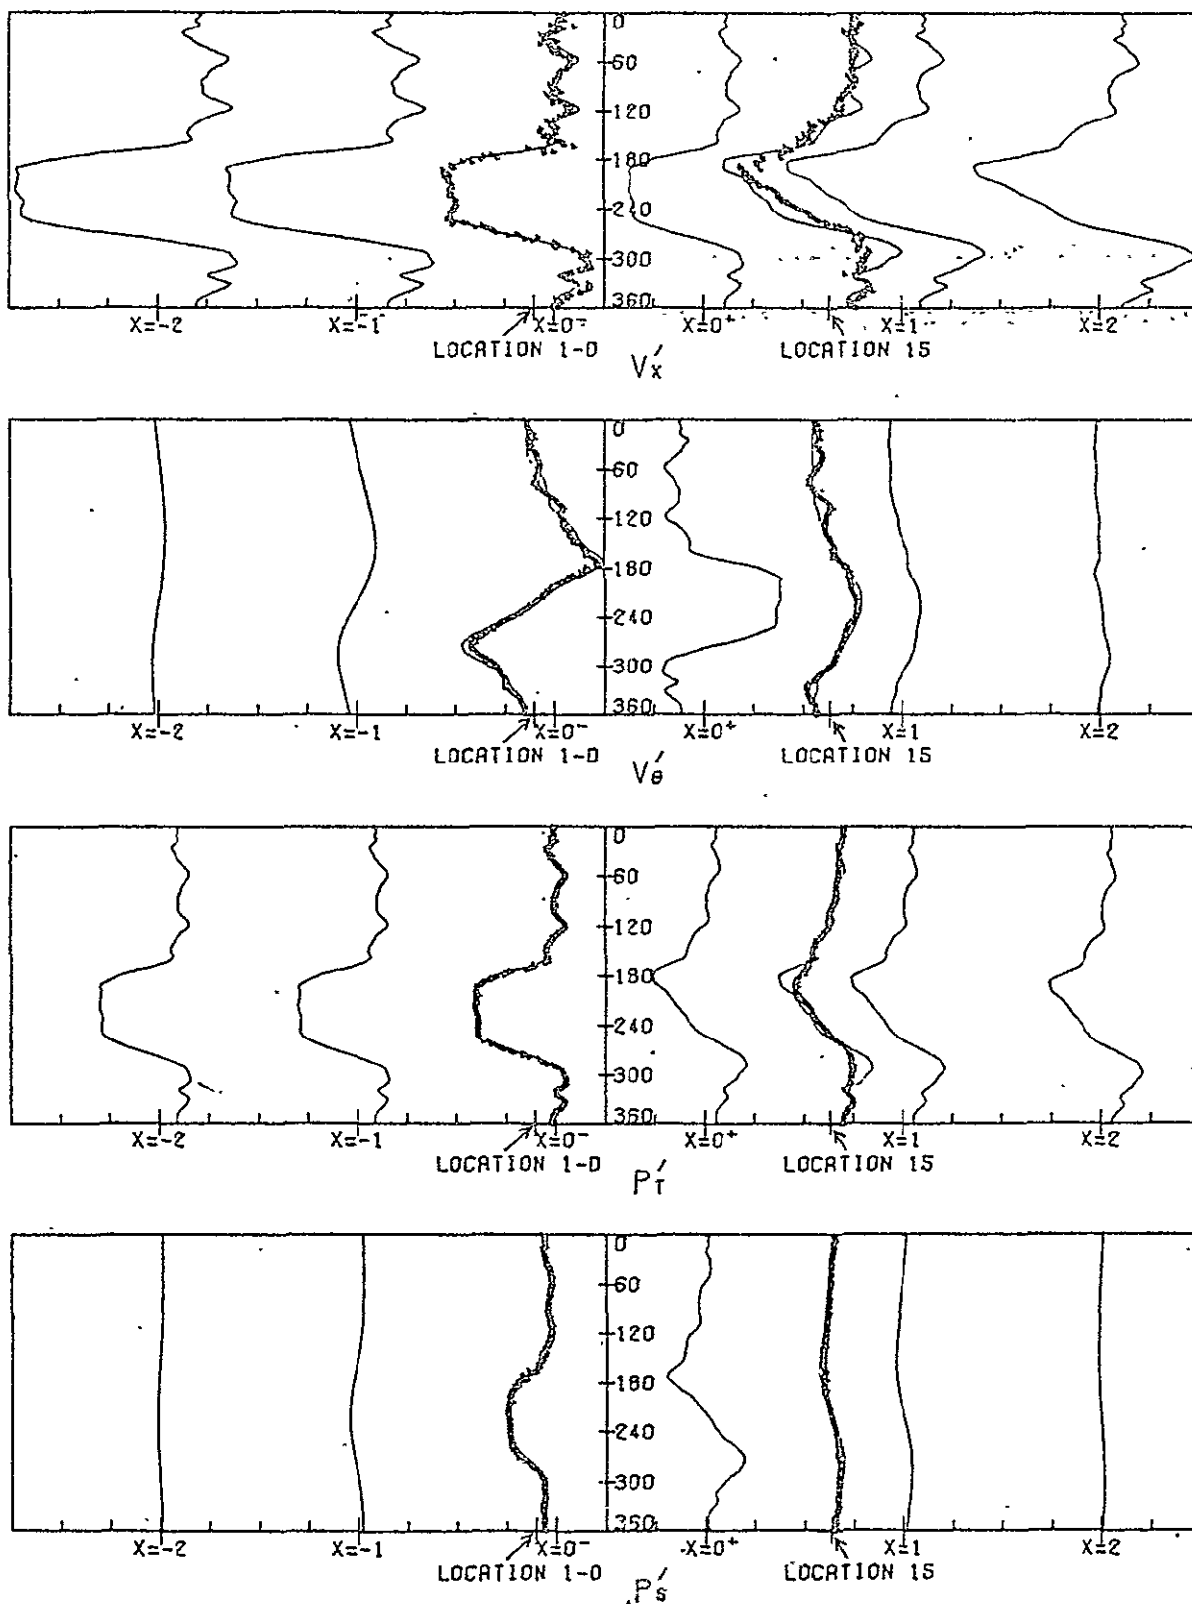 0
60
120
180
240
300
360
X=-2 X=-1 X=0- X=0+ X=1 X=2
LOCATION 1-D LOCATION 15
Vx′
0
60
120
180
240
300
360
X=-2 X=-1 X=0- X=0+ X=1 X=2
LOCATION 1-D LOCATION 15
Vθ′
0
60
120
180
240
300
360
X=-2 X=-1 X=0- X=0+ X=1 X=2
LOCATION 1-D LOCATION 15
PT′
0
60
120
180
240
300
350
X=-2 X=-1 X=0- X=0+ X=1 X=2
LOCATION 1-D LOCATION 15
Ps′